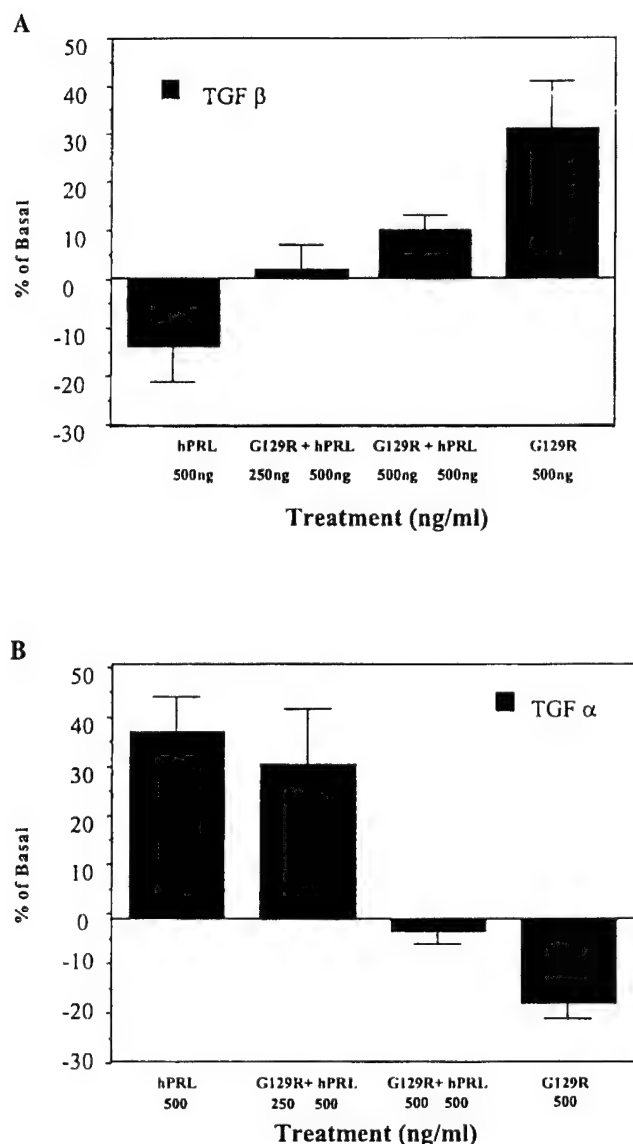 A
50
40
30
20
10
0
-10
-20
-30
% of Basal
TGF β
hPRL G129R + hPRL G129R + hPRL G129R
500ng 250ng 500ng 500ng 500ng 500ng
Treatment (ng/ml)
B
50
40
30
20
10
0
-10
-20
-30
% of Basal
TGF α
hPRL G129R+ hPRL G129R+ hPRL G129R
500 250 500 500 500 500
Treatment (ng/ml)